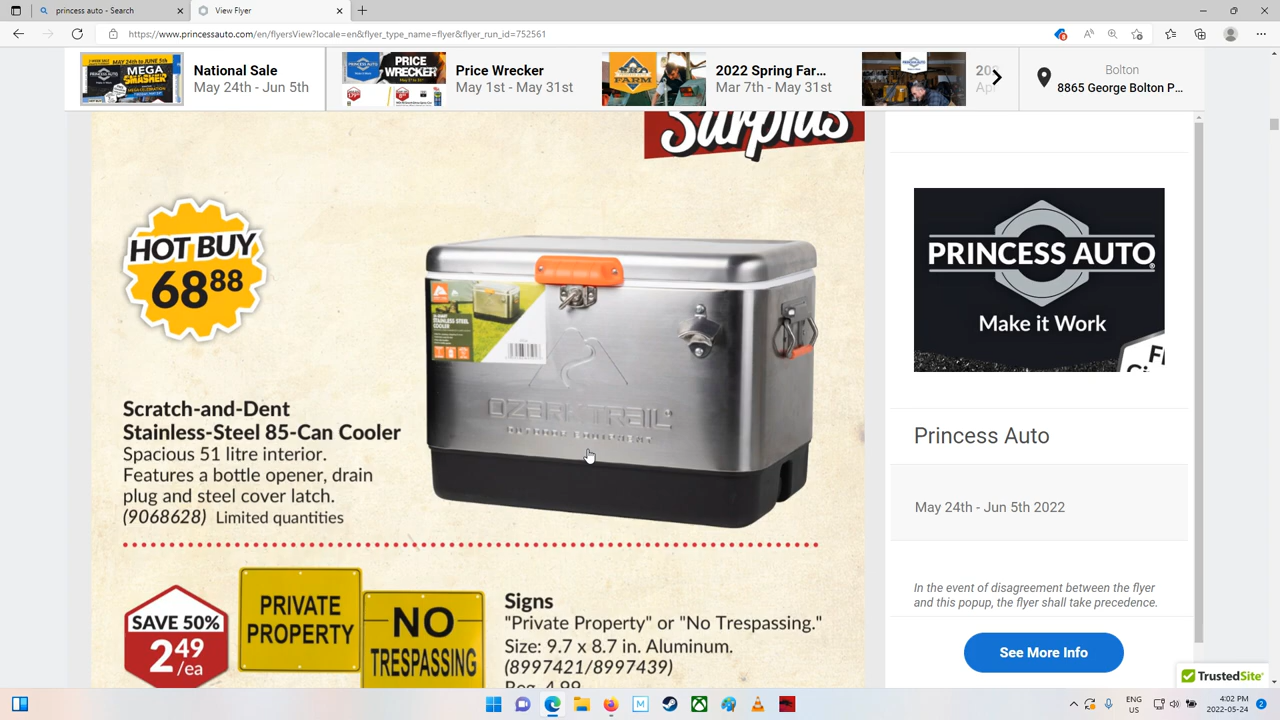 princess auto - Search
View Flyer
https://www.princessauto.com/en/flyersView?locale=en&flyer_type_name=flyer&flyer_run_id=752561
National Sale
May 24th - Jun 5th
Price Wrecker
May 1st - May 31st
2022 Spring Far...
Mar 7th - May 31s
Bolton
8865 George Bolton P...
Surplus
HOT BUY
68 88
OZARK TRAIL
OUTDOOR EQUIPMENT
Scratch-and-Dent
Stainless-Steel 85-Can Cooler
Spacious 51 litre interior.
Features a bottle opener, drain
plug and steel cover latch.
(9068628) Limited quantities
SAVE 50%
2 49
/ea
PRIVATE
PROPERTY
NO
TRESPASSING
Signs
"Private Property" or "No Trespassing."
Size: 9.7 x 8.7 in. Aluminum.
(8997421/8997439)
Reg. 4.99
PRINCESS AUTO
Make it Work
Princess Auto
May 24th - Jun 5th 2022
In the event of disagreement between the flyer
and this popup, the flyer shall take precedence.
See More Info
TrustedSite
ENG
US
1:42 PM
2022-05-24
2